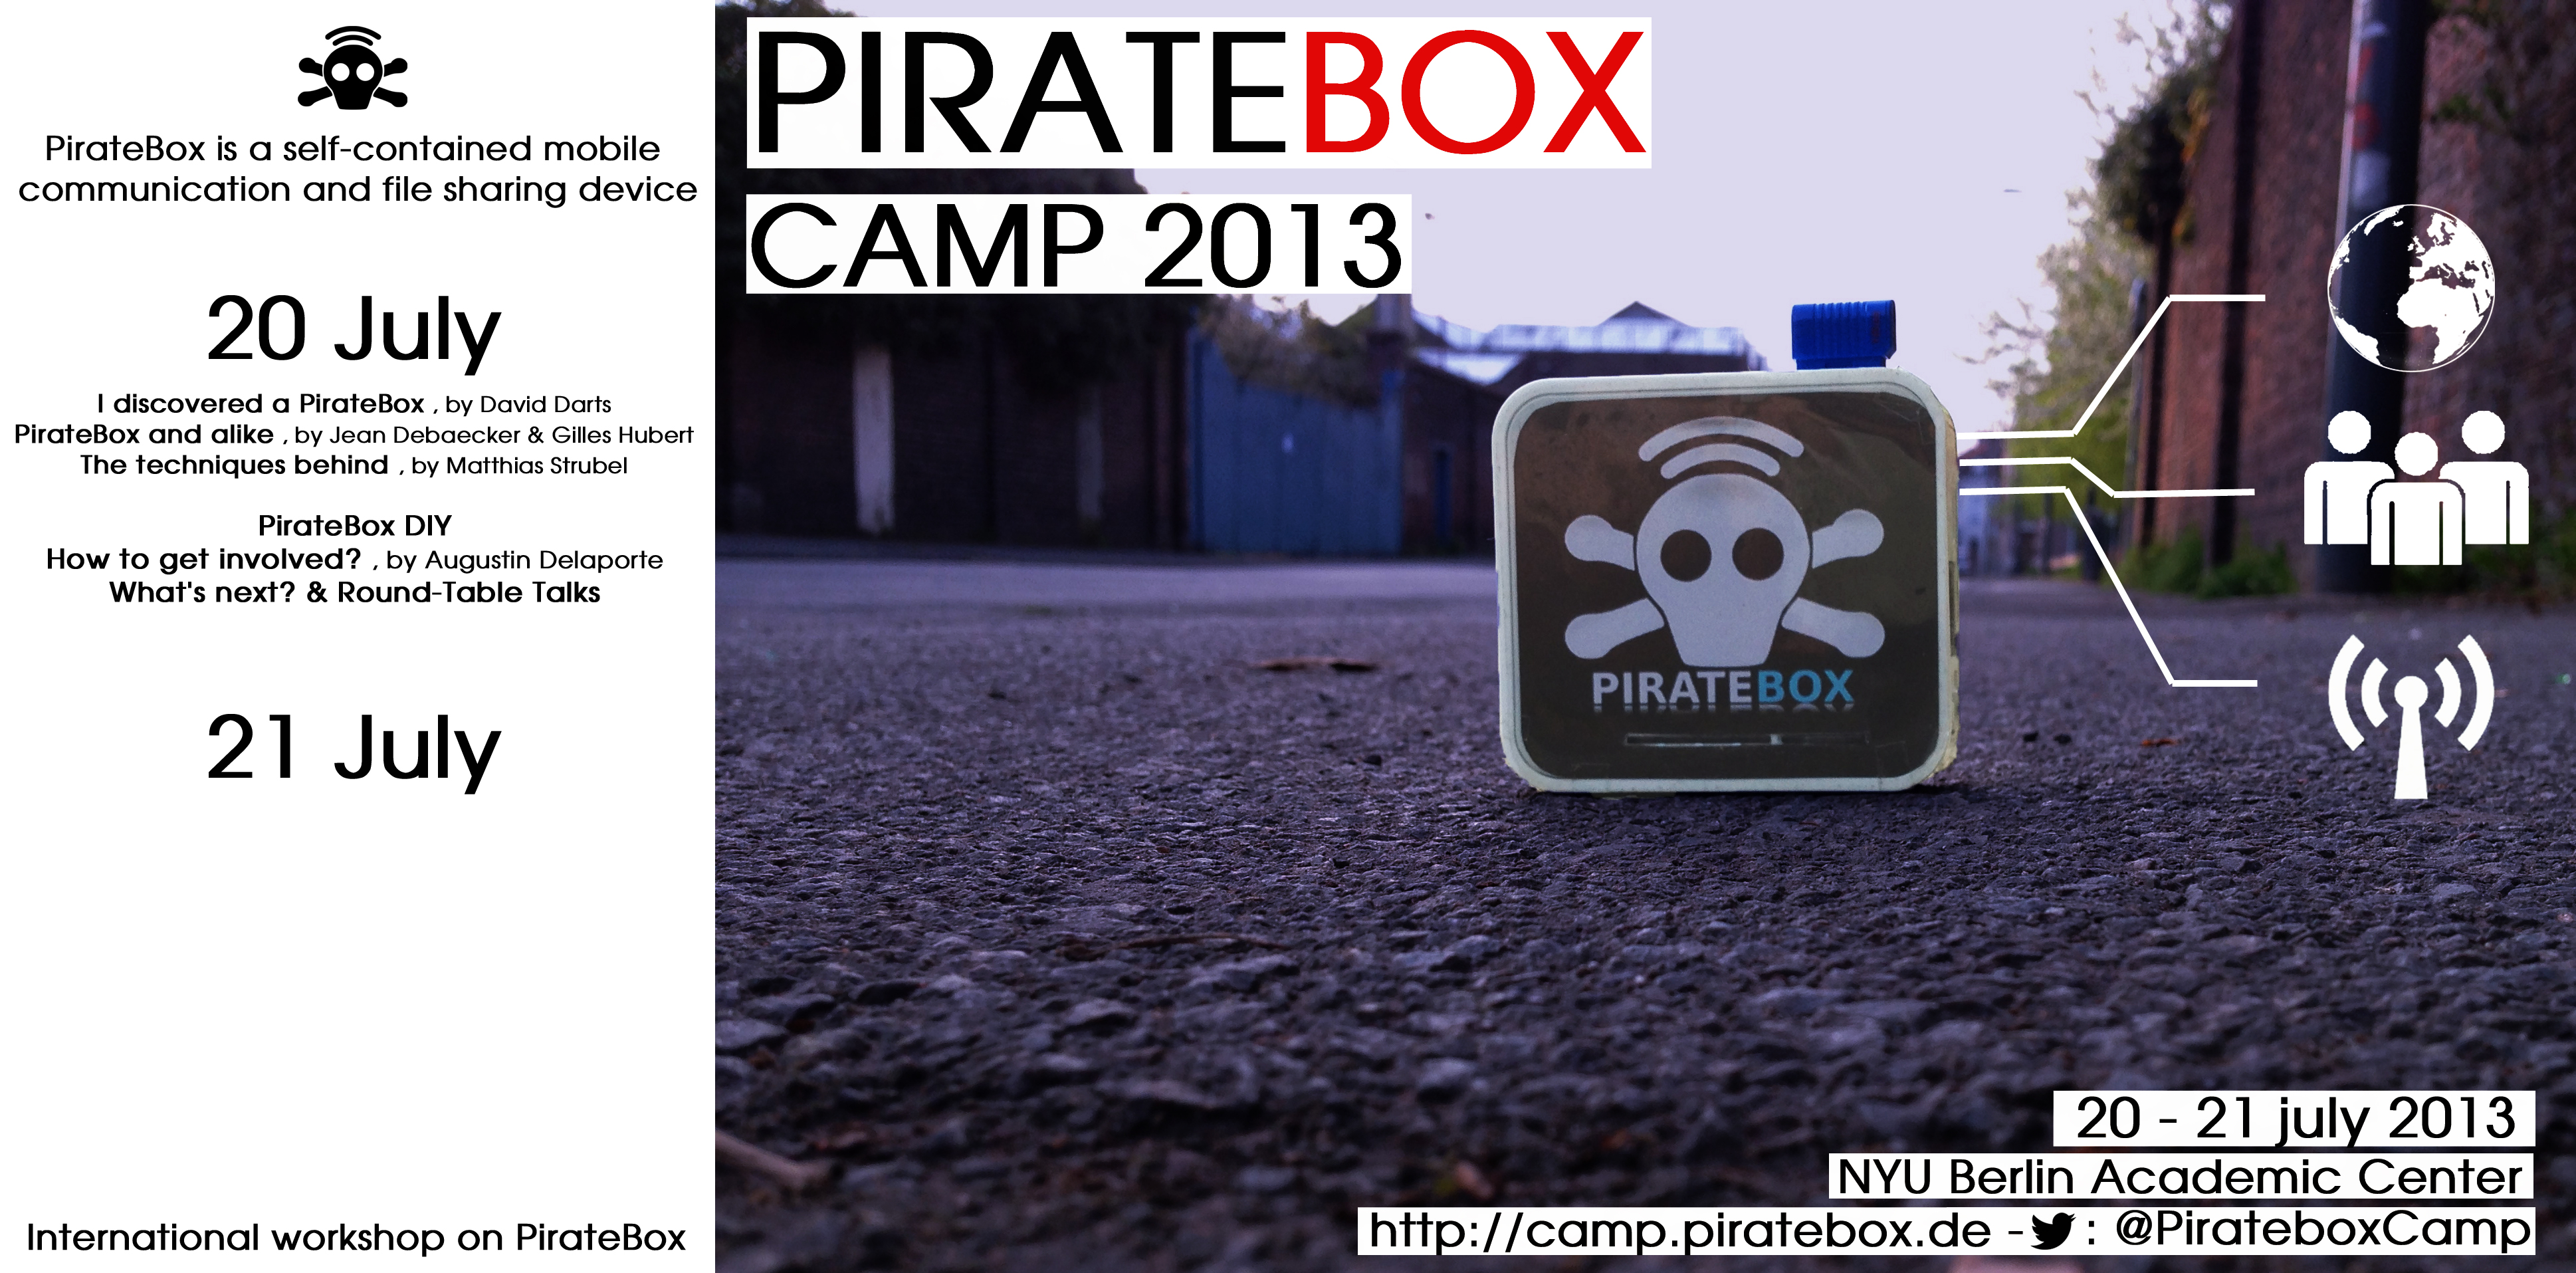 PirateBox is a self-contained mobile
communication and file sharing device
20 July
I discovered a PirateBox , by David Darts
PirateBox and alike , by Jean Debaecker & Gilles Hubert
The techniques behind , by Matthias Strubel
PirateBox DIY
How to get involved? , by Augustin Delaporte
What's next? & Round-Table Talks
21 July
International workshop on PirateBox
PIRATEBOX
CAMP 2013
PIRATEBOX
20 - 21 july 2013
NYU Berlin Academic Center
http://camp.piratebox.de - : @PirateboxCamp